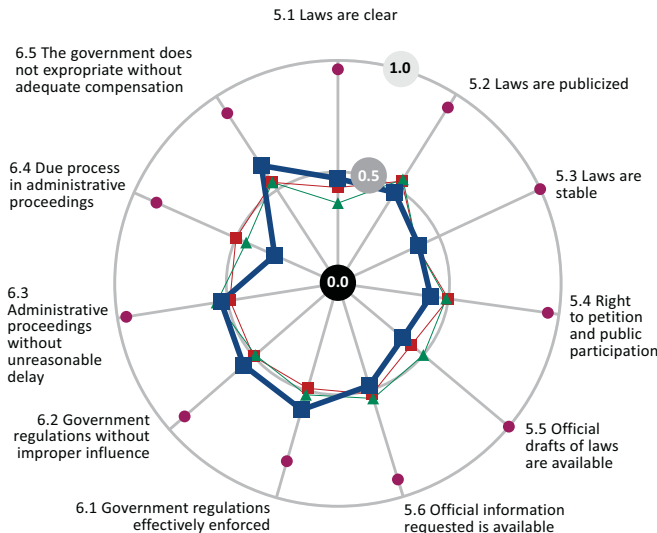 5.1 Laws are clear
1.0
5.2 Laws are publicized
5.3 Laws are
stable
5.4 Right
to petition
and public
participation
5.5 Official
drafts of laws
are available
5.6 Official information
requested is available
6.1 Government regulations
effectively enforced
6.2 Government
regulations without
improper influence
6.3
Administrative
proceedings
without
unreasonable
delay
6.4 Due process
in administrative
proceedings
6.5 The government does
not expropriate without
adequate compensation
0.5
0.0